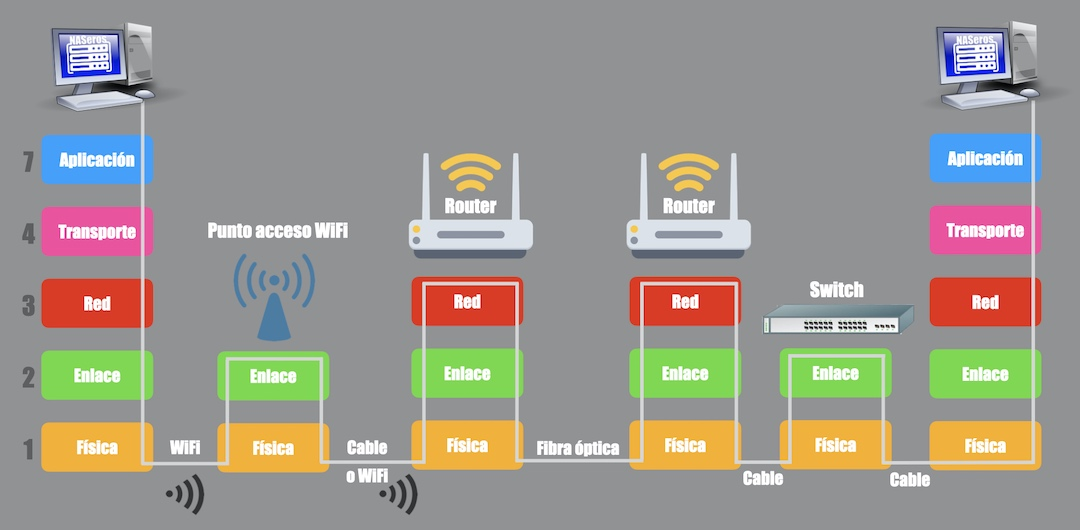 NASeros
NASeros
7
Aplicación
Aplicación
Router
Router
4
Transporte
Punto acceso WiFi
Transporte
3
Red
Red
Red
Switch
Red
2
Enlace
Enlace
Enlace
Enlace
Enlace
Enlace
1
Física
WiFi
Física
Cable
o WiFi
Física
Fibra óptica
Física
Cable
Física
Cable
Física